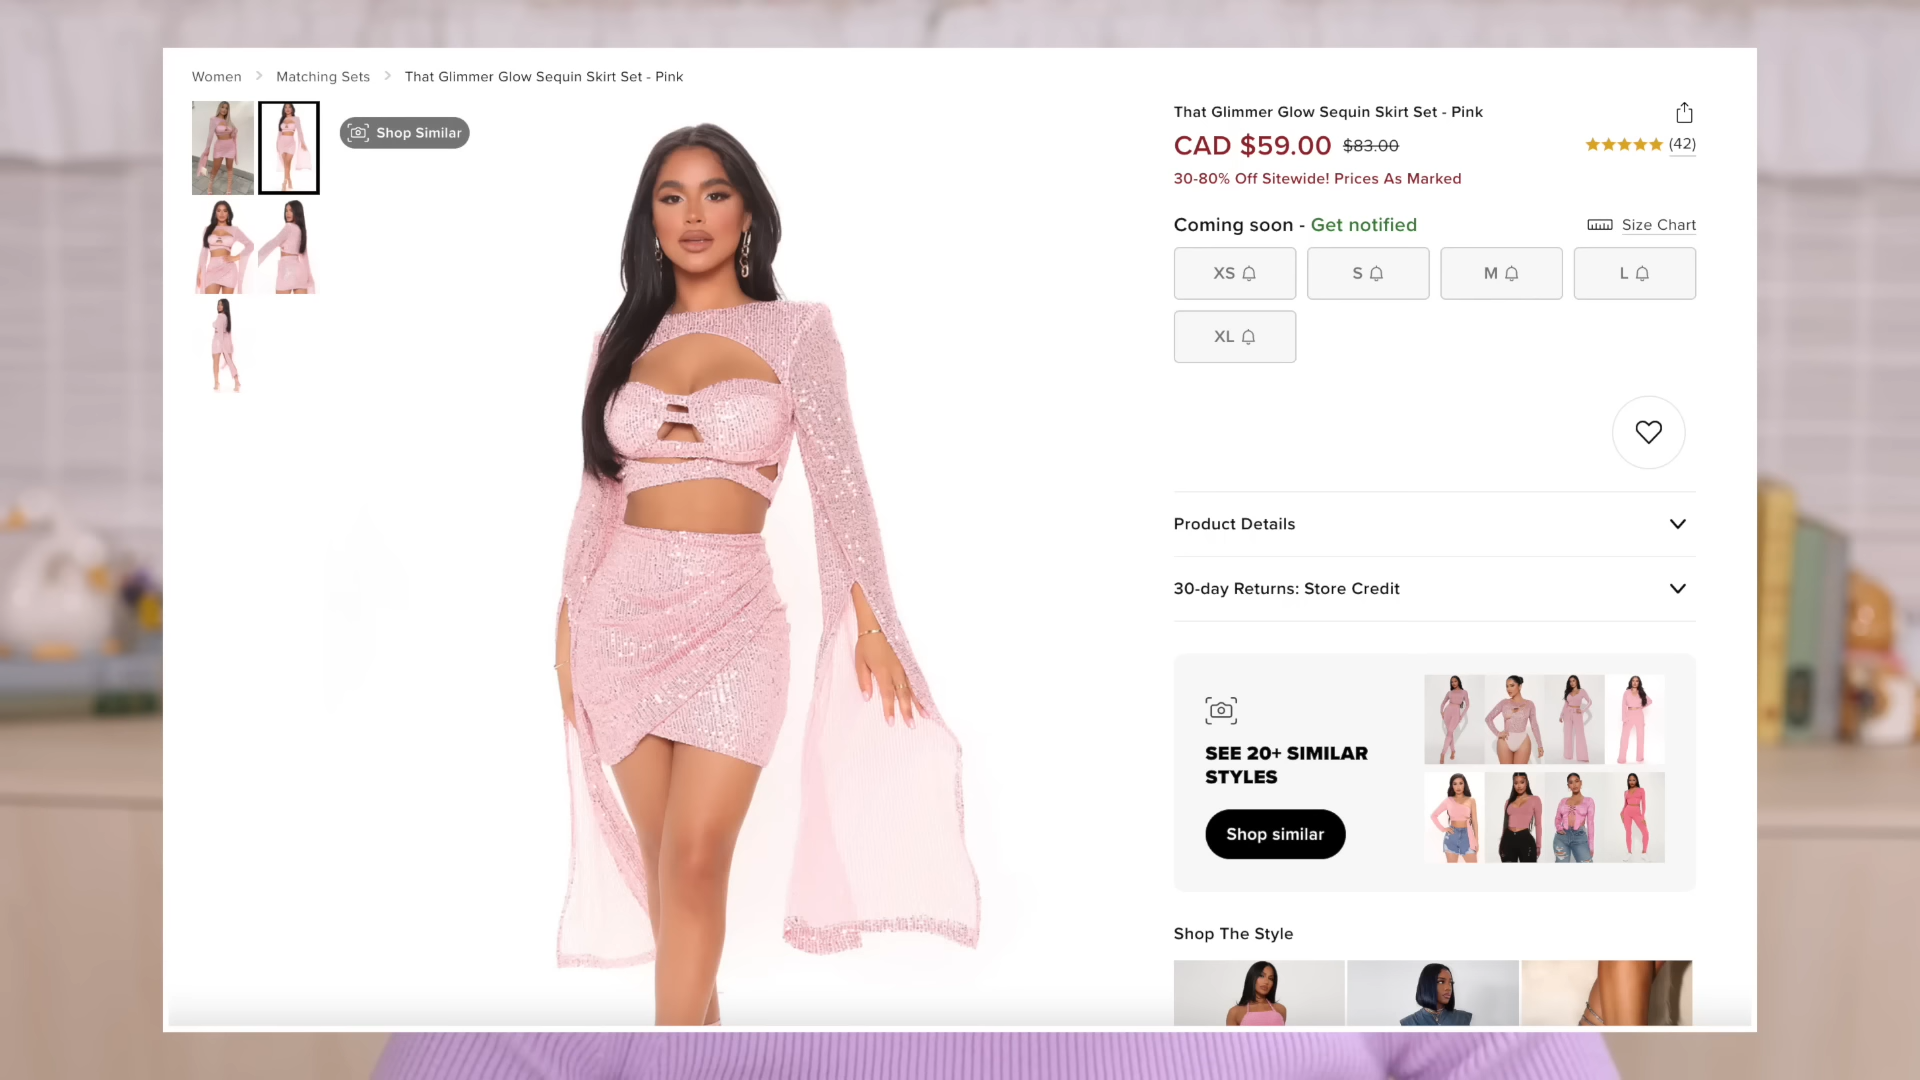 Women > Matching Sets > That Glimmer Glow Sequin Skirt Set - Pink
Shop Similar
That Glimmer Glow Sequin Skirt Set - Pink
CAD $59.00 $83.00
(42)
30-80% Off Sitewide! Prices As Marked
Coming soon - Get notified
Size Chart
XS
S
M
L
XL
Product Details
30-day Returns: Store Credit
SEE 20+ SIMILAR
STYLES
Shop similar
Shop The Style